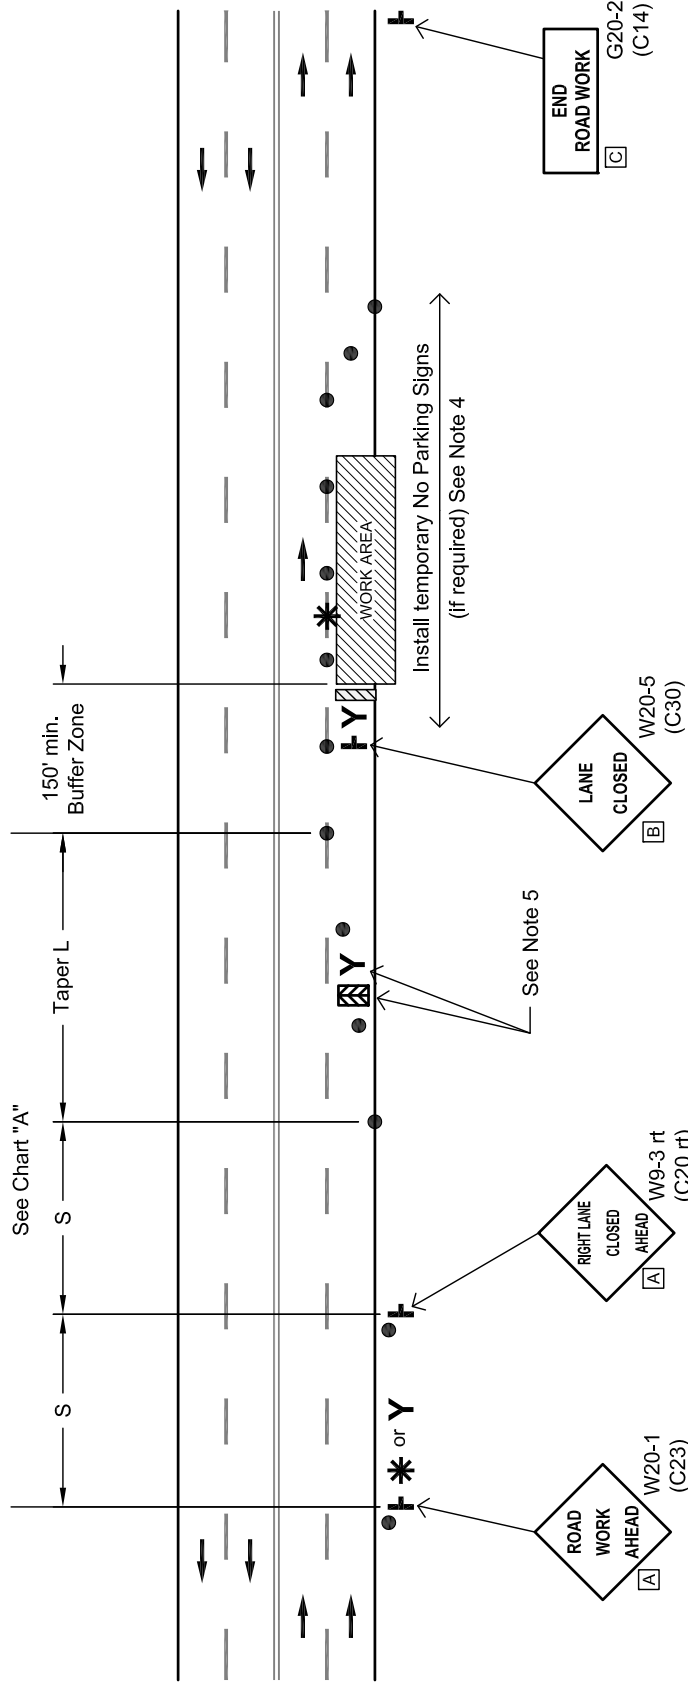 See Chart "A"
S
S
Taper L
150' min.
Buffer Zone
WORK AREA
Install temporary No Parking Signs
(if required) See Note 4
or
Y
Y
Y
See Note 5
ROAD
WORK
AHEAD
A
W20-1
(C23)
RIGHT LANE
CLOSED
AHEAD
A
W9-3 rt
(C20 rt)
LANE
CLOSED
B
W20-5
(C30)
END
ROAD WORK
C
G20-2
(C14)